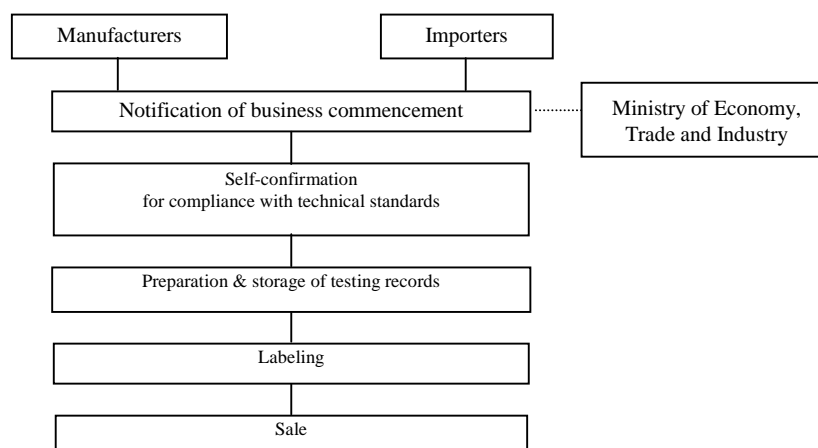 Manufacturers
Importers
Notification of business commencement
Ministry of Economy,
Trade and Industry
Self-confirmation
for compliance with technical standards
Preparation & storage of testing records
Labeling
Sale